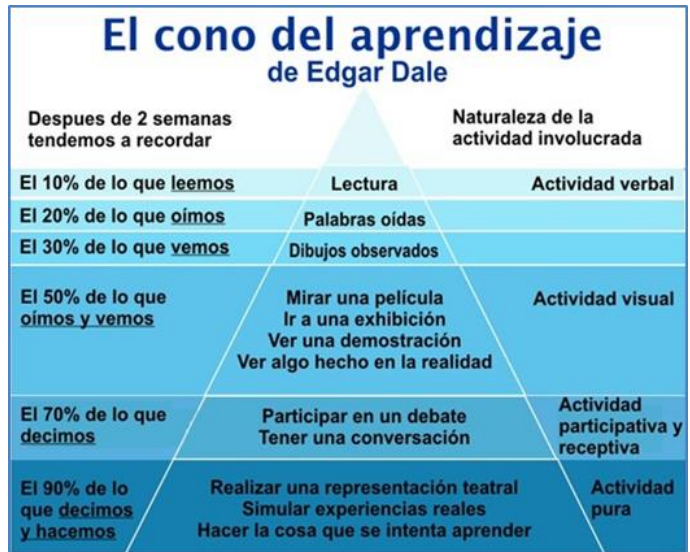 El cono del aprendizaje
de Edgar Dale
Despues de 2 semanas
tendemos a recordar
Naturaleza de la
actividad involucrada
El 10% de lo que leemos
Lectura
Actividad verbal
El 20% de lo que oímos
Palabras oídas
El 30% de lo que vemos
Dibujos observados
El 50% de lo que
oímos y vemos
Mirar una película
Ir a una exhibición
Ver una demostración
Ver algo hecho en la realidad
Actividad visual
El 70% de lo que
decimos
Participar en un debate
Tener una conversación
Actividad
participativa y
receptiva
El 90% de lo
que decimos
y hacemos
Realizar una representación teatral
Simular experiencias reales
Hacer la cosa que se intenta aprender
Actividad
pura